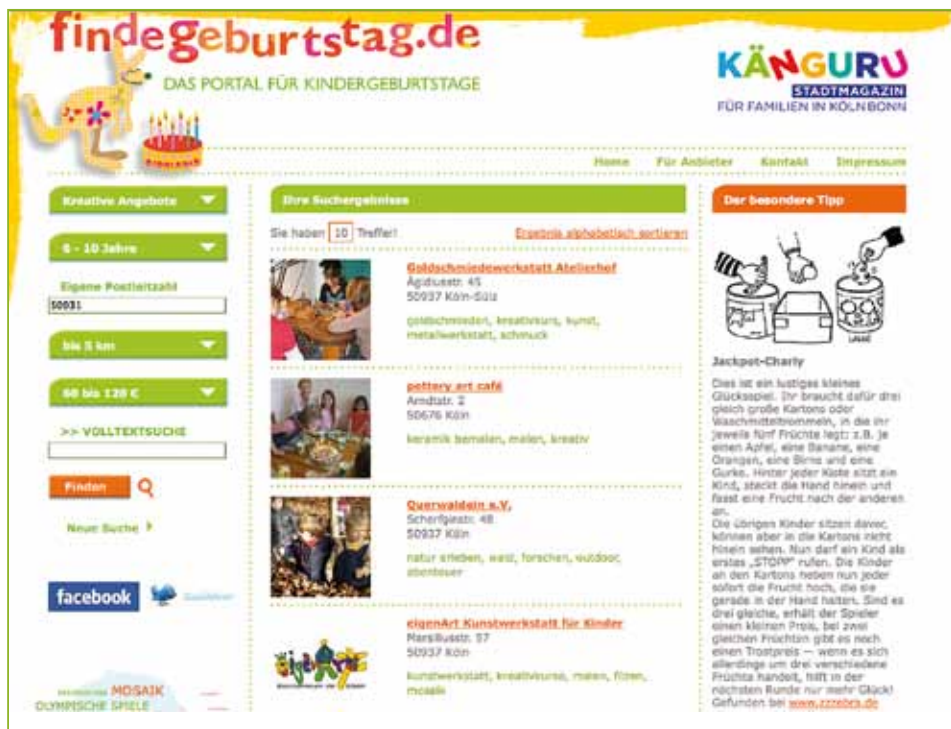 findegeburtstag.de
DAS PORTAL FÜR KINDERGEBURTSTAGE
KÄNGURU
STADTMAGAZIN
FÜR FAMILIEN IN KÖLN BONN
Home Für Anbieter Kontakt Impressum
Kreative Angebote
6 - 10 Jahre
Eigene Postleitzahl
50931
bis 5 km
60 bis 120 €
>> VOLLTEXTSUCHE
Finden
Neue Suche
facebook
MOSAIK
OLYMPISCHE SPIELE
Ihre Suchergebnisse
Sie haben 10 Treffer!
Ergebnis alphabetisch sortieren
Goldschmiedewerkstatt Atelierhof
Ägidiusstr. 45
50937 Köln-Sülz
goldschmieden, kreativkurs, kunst,
metallwerkstatt, schmuck
pottery art café
Arndtstr. 2
50676 Köln
keramik bemalen, malen, kreativ
Querwaldein e.V.
50937 Köln
natur erleben, wald, forschen, outdoor,
abenteuer
eigenArt
eigenArt Kunstwerkstatt für Kinder
Marsiliusstr. 57
50937 Köln
kunstwerkstatt, kreativkurse, malen, filzen,
mosaik
Der besondere Tipp
Jackpot-Charly
Dies ist ein lustiges kleines
Glücksspiel. Ihr braucht dafür drei
gleich große Kartons oder
Waschmitteltrommeln, in die ihr
jeweils fünf Früchte legt: z.B. je
einen Apfel, eine Banane, eine
Orangen, eine Birne und eine
Gurke. Hinter jeder Kiste sitzt ein
Kind, steckt die Hand hinein und
fasst eine Frucht nach der anderen
an.
Die übrigen Kinder sitzen davor,
können aber in die Kartons nicht
hinein sehen. Nun darf ein Kind als
erstes „STOPP" rufen. Die Kinder
an den Kartons heben nun jeder
sofort die Frucht hoch, die sie
gerade in der Hand halten. Sind es
drei gleiche, erhält der Spieler
einen kleinen Preis, bei zwei
gleichen Früchten gibt es noch
einen Trostpreis — wenn es sich
allerdings um drei verschiedene
Früchte handelt, hilft in der
nächsten Runde nur mehr Glück!
Gefunden bei www.zzzebra.de